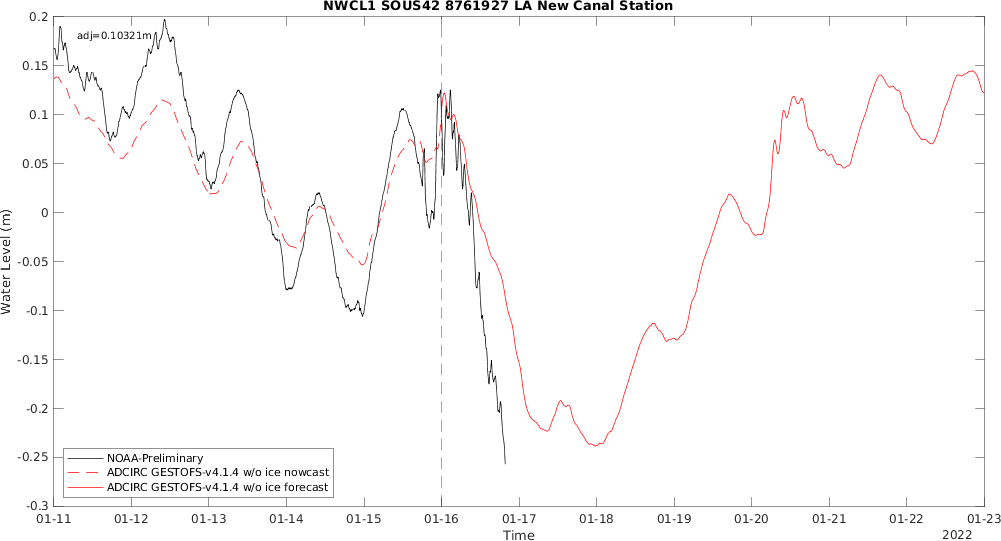 NWCL1 SOUS42 8761927 LA New Canal Station
adj=0.10321m
0.2
0.15
0.1
0.05
0
-0.05
-0.1
-0.15
-0.2
-0.25
-0.3
Water Level (m)
NOAA-Preliminary
ADCIRC GESTOFS-v4.1.4 w/o ice nowcast
ADCIRC GESTOFS-v4.1.4 w/o ice forecast
01-11 01-12 01-13 01-14 01-15 01-16 01-17 01-18 01-19 01-20 01-21 01-22 01-23
Time
2022